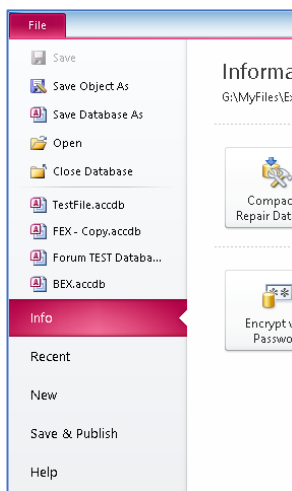 File
Save
Save Object As
Informa
G:\MyFiles\E
Save Database As
Open
Close Database
TestFile.accdb
FEX - Copy.accdb
Forum TEST Databa...
BEX.accdb
Compac
Repair Dat
Info
Encrypt
Passwo
Recent
New
Save & Publish
Help